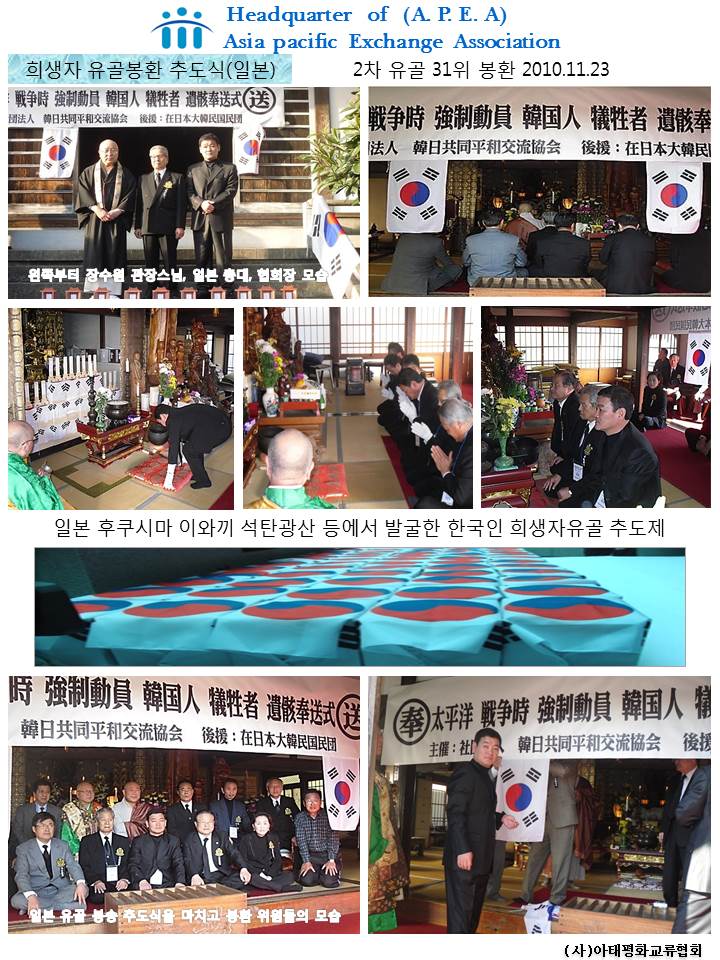 Headquarter of (A. P. E. A)
Asia pacific Exchange Association
희생자 유골봉환 추도식(일본)
2차 유골 31위 봉환 2010.11.23
戦争時 強制動員 韓国人 犠牲者 遺骸奉送式 送
団法人 韓日共同平和交流協会 後援:在日本大韓民国民団
왼쪽부터 장수원 관장스님, 일본 총대, 협회장 모습
戦争時 強制動員 韓国人 犠牲者 遺骸奉
法人 韓日共同平和交流協会 後援:在日本大韓民国
일본 후쿠시마 이와끼 석탄광산 등에서 발굴한 한국인 희생자유골 추도제
時 強制動員 韓国人 犠牲者 遺骸奉送式 送
韓日共同平和交流協会 後援:在日本大韓民国民団
일본 유골 봉송 추도식을 마치고 봉환 위원들의 모습
奉 太平洋 戦争時 強制動員 韓国人 犠
主催:社団 韓日共同平和交流協会 後援
(사)아태평화교류협회